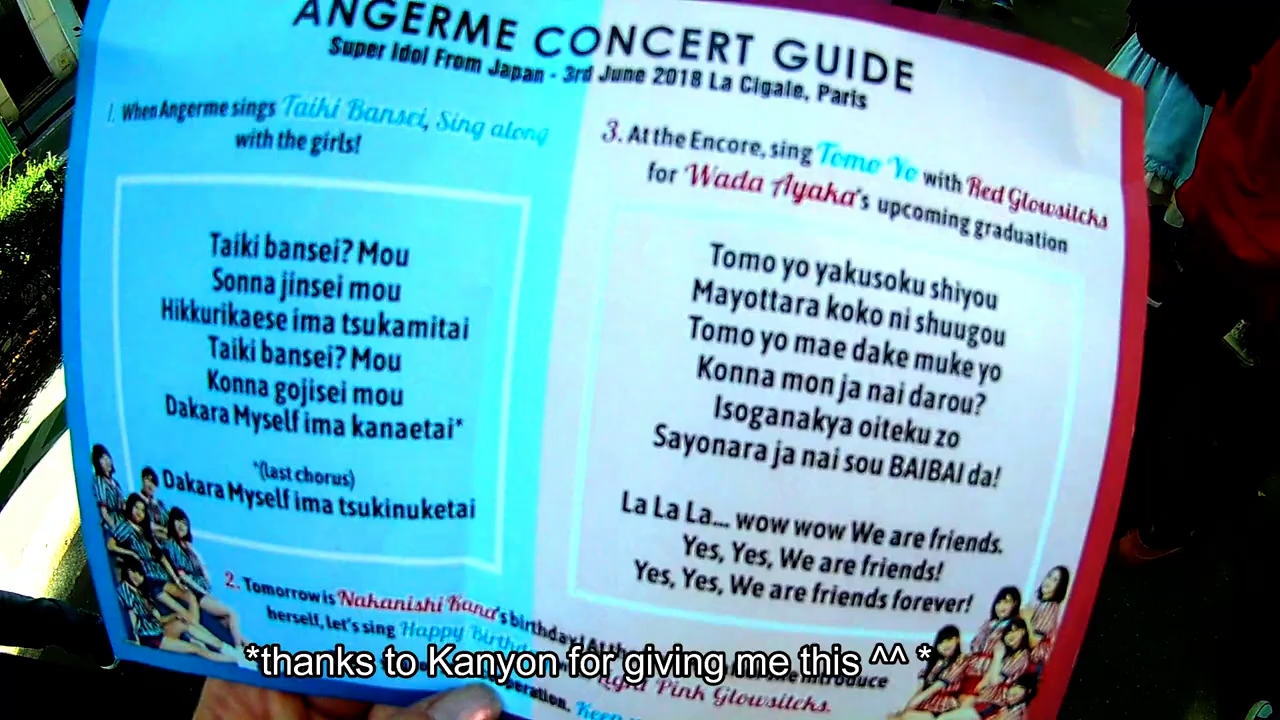 ANGERME CONCERT GUIDE
Super Idol From Japan - 3rd June 2018 La Cigale, Paris
1. When Angerme sings Taiki Bansei, Sing along
with the girls!
Taiki bansei? Mou
Sonna jinsei mou
Hikkurikaese ima tsukamitai
Taiki bansei? Mou
Konna gojisei mou
Dakara Myself ima kanaetai*
*(last chorus)
Dakara Myself ima tsukinuketai
2. Tomorrow is Nakanishi Kana's birthday! At the
introduce
herself, let's sing Happy
Pink Glowsitcks.
Keep
3. At the Encore, sing Tomo Yo with Red Glowsitcks
for Wada Ayaka's upcoming graduation
Tomo yo yakusoku shiyou
Mayottara koko ni shuugou
Tomo yo mae dake muke yo
Konna mon ja nai darou?
Isoganakya oiteku zo
Sayonara ja nai sou BAIBAI da!
La La La... wow wow We are friends.
Yes, Yes, We are friends!
Yes, Yes, We are friends forever!
*thanks to Kanyon for giving me this ^^ *